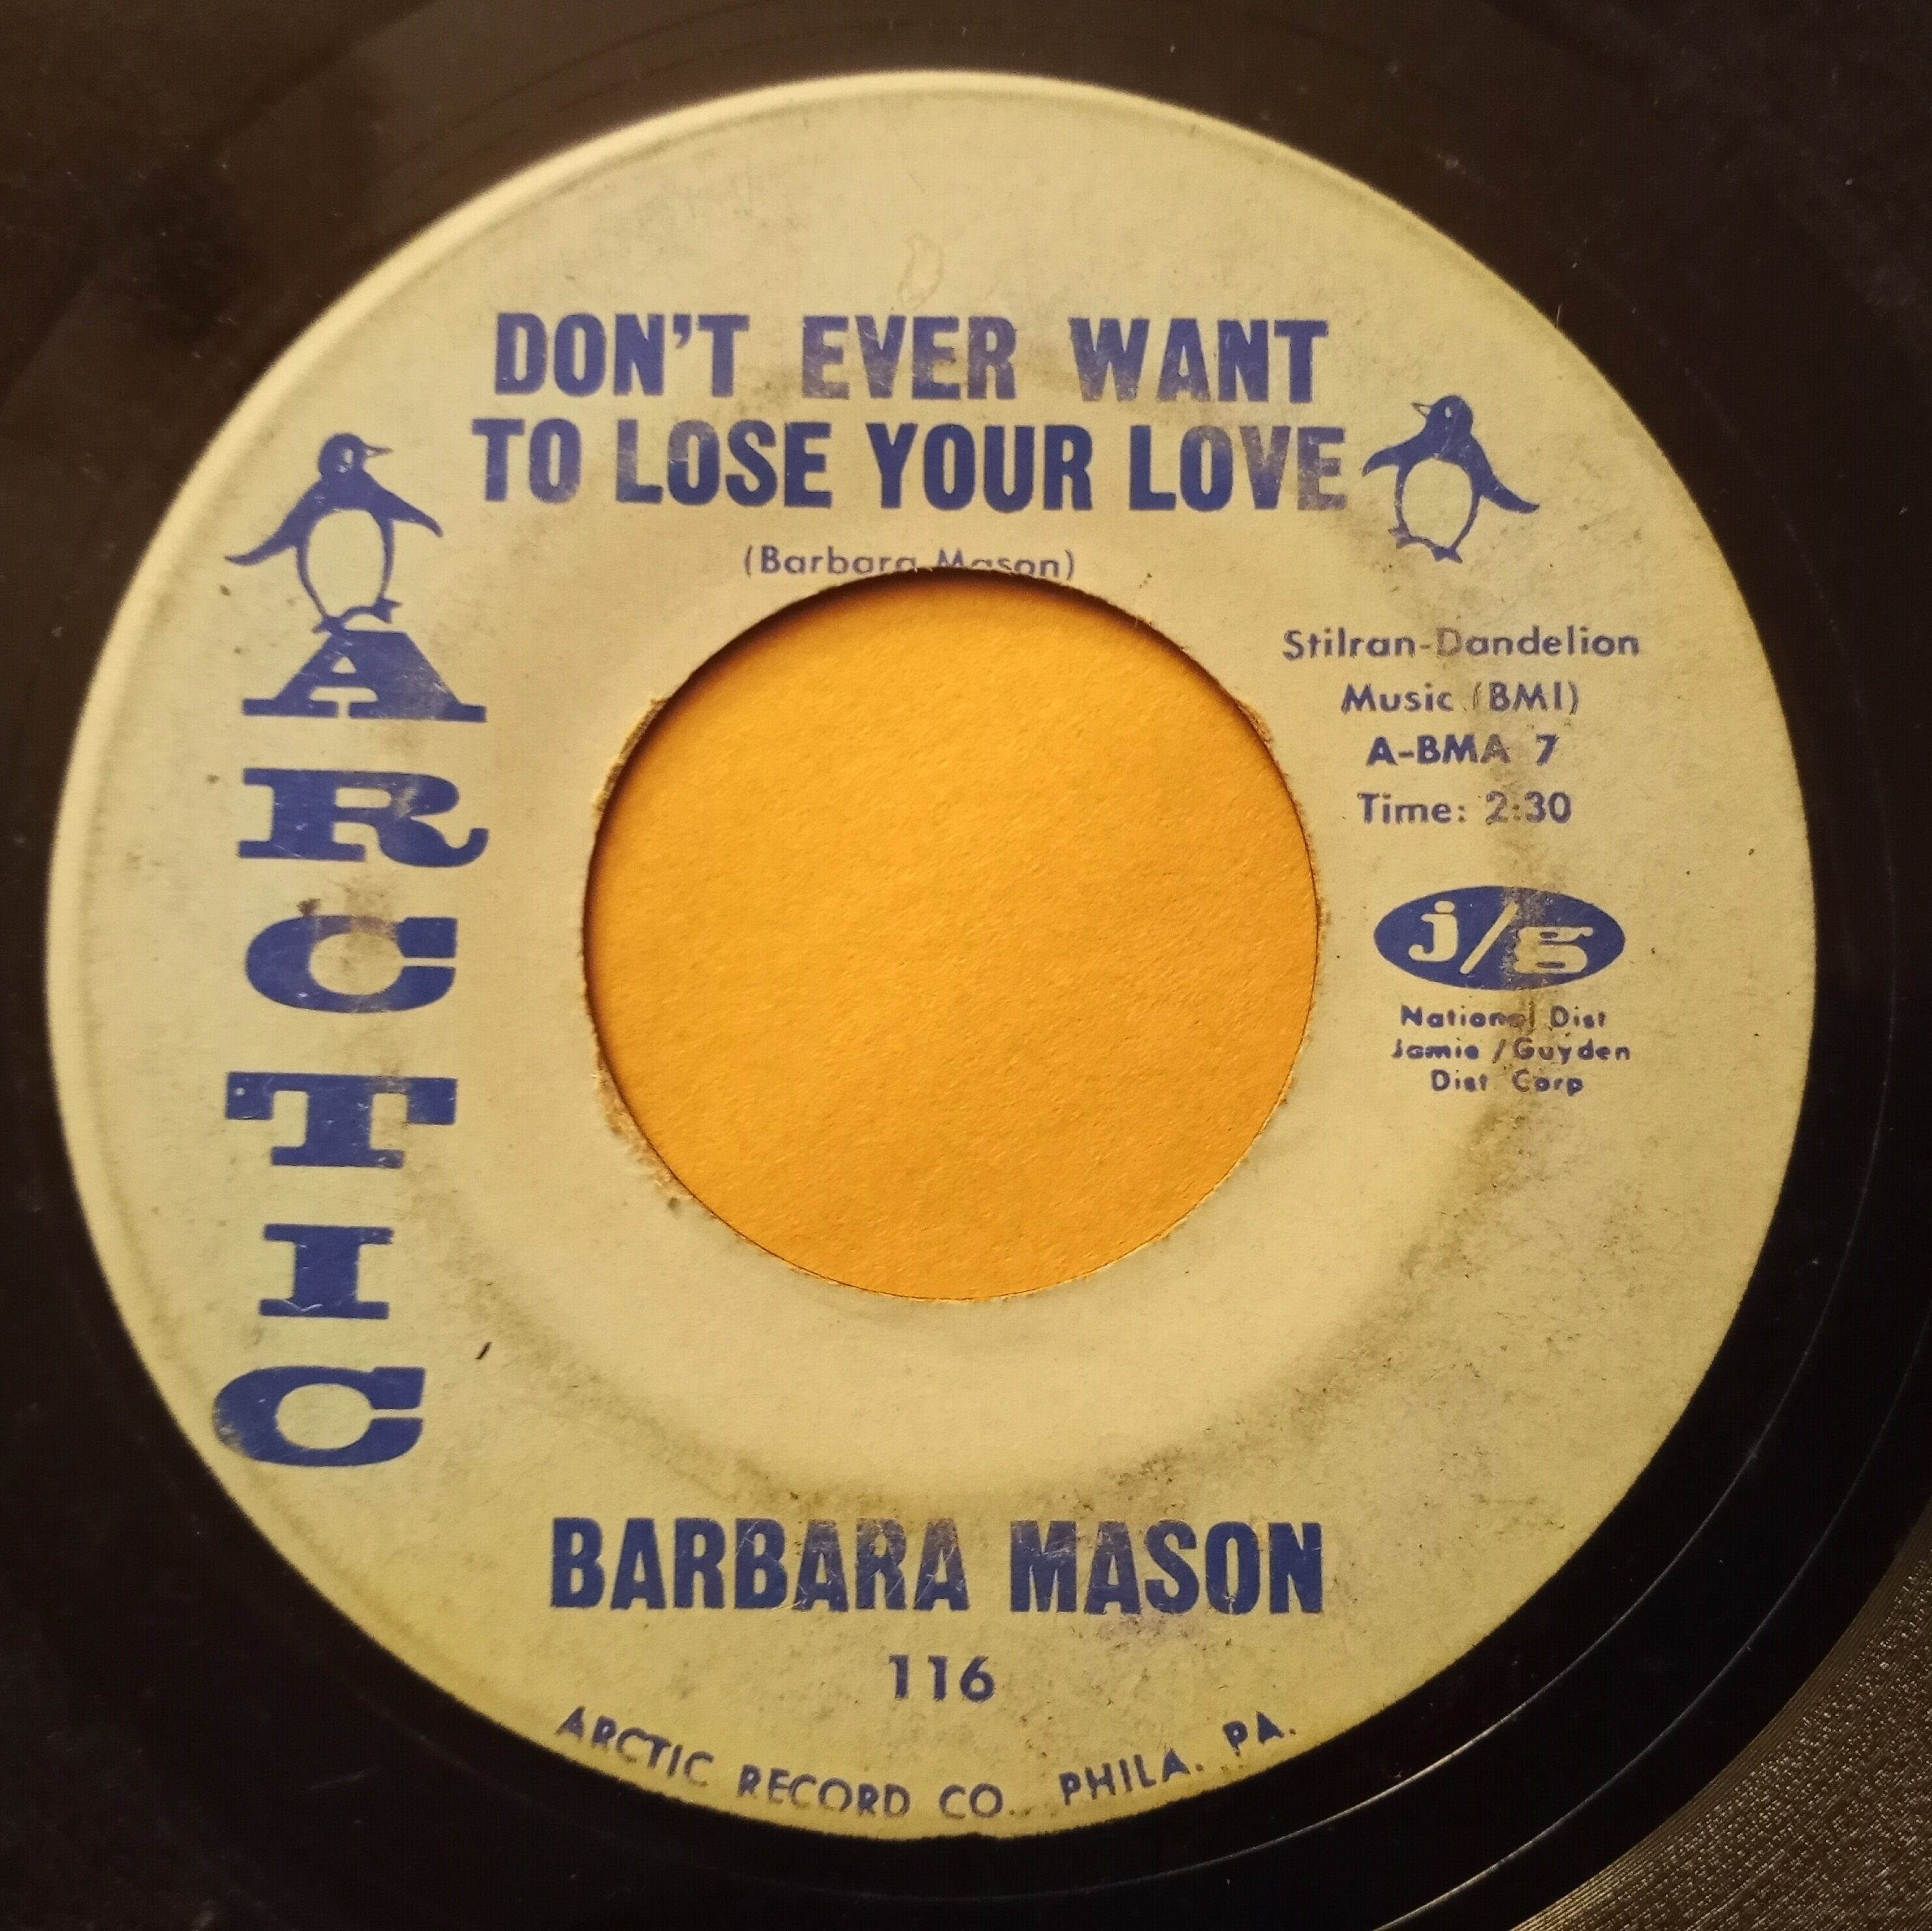 DON'T EVER WANT
TO LOSE YOUR LOVE
(Barbara Mason)
ARCTIC
Stilran-Dandelion
Music (BMI)
A-BMA 7
Time: 2:30
j/g
National Dist
Jamie / Guyden
Dist Corp
BARBARA MASON
116
ARCTIC RECORD CO. PHILA. PA.